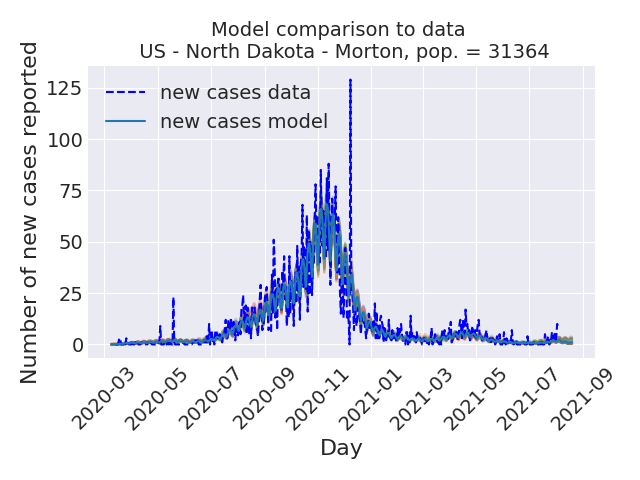 Model comparison to data
US - North Dakota - Morton, pop. = 31364
Number of new cases reported
125
100
75
50
25
0
new cases data
new cases model
2020-03
2020-05
2020-07
2020-09
2020-11
2021-01
2021-03
2021-05
2021-07
2021-09
Day